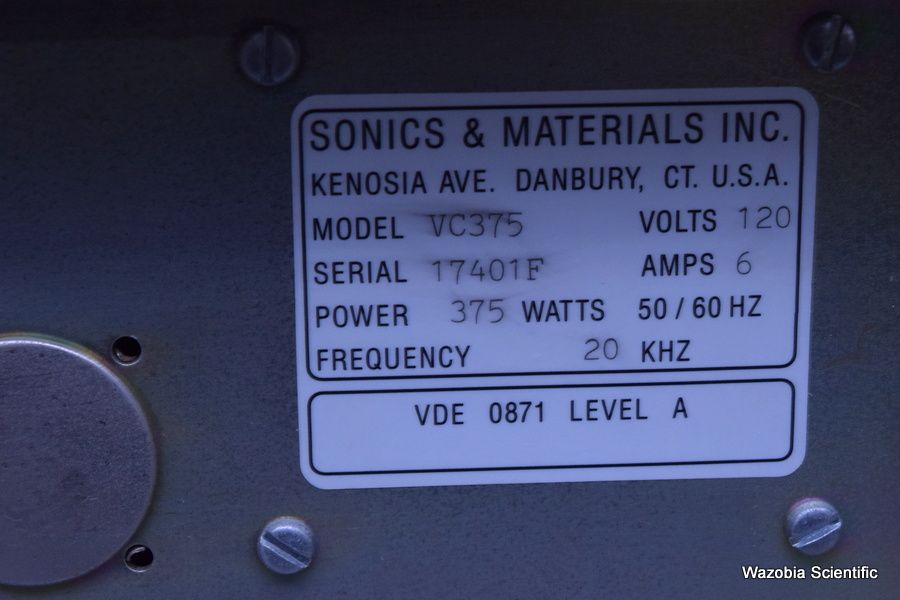 SONICS & MATERIALS INC.
KENOSIA AVE. DANBURY, CT. U.S.A.
MODEL VC375 VOLTS 120
SERIAL 17401F AMPS 6
POWER 375 WATTS 50 / 60 HZ
FREQUENCY 20 KHZ
VDE 0871 LEVEL A
Wazobia Scientific